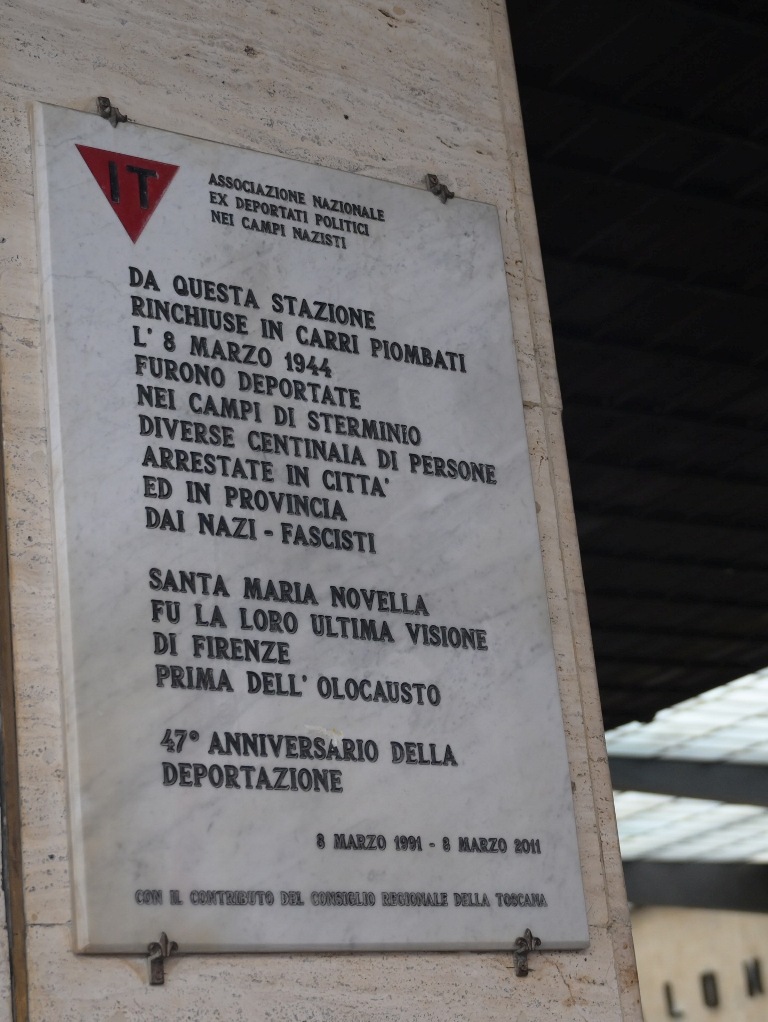 IT
ASSOCIAZIONE NAZIONALE
EX DEPORTATI POLITICI
NEI CAMPI NAZISTI
DA QUESTA STAZIONE
RINCHIUSE IN CARRI PIOMBATI
L' 8 MARZO 1944
FURONO DEPORTATE
NEI CAMPI DI STERMINIO
DIVERSE CENTINAIA DI PERSONE
ARRESTATE IN CITTA'
ED IN PROVINCIA
DAI NAZI - FASCISTI
SANTA MARIA NOVELLA
FU LA LORO ULTIMA VISIONE
DI FIRENZE
PRIMA DELL' OLOCAUSTO
47° ANNIVERSARIO DELLA
DEPORTAZIONE
8 MARZO 1991 - 8 MARZO 2011
CON IL CONTRIBUTO DEL CONSIGLIO REGIONALE DELLA TOSCANA